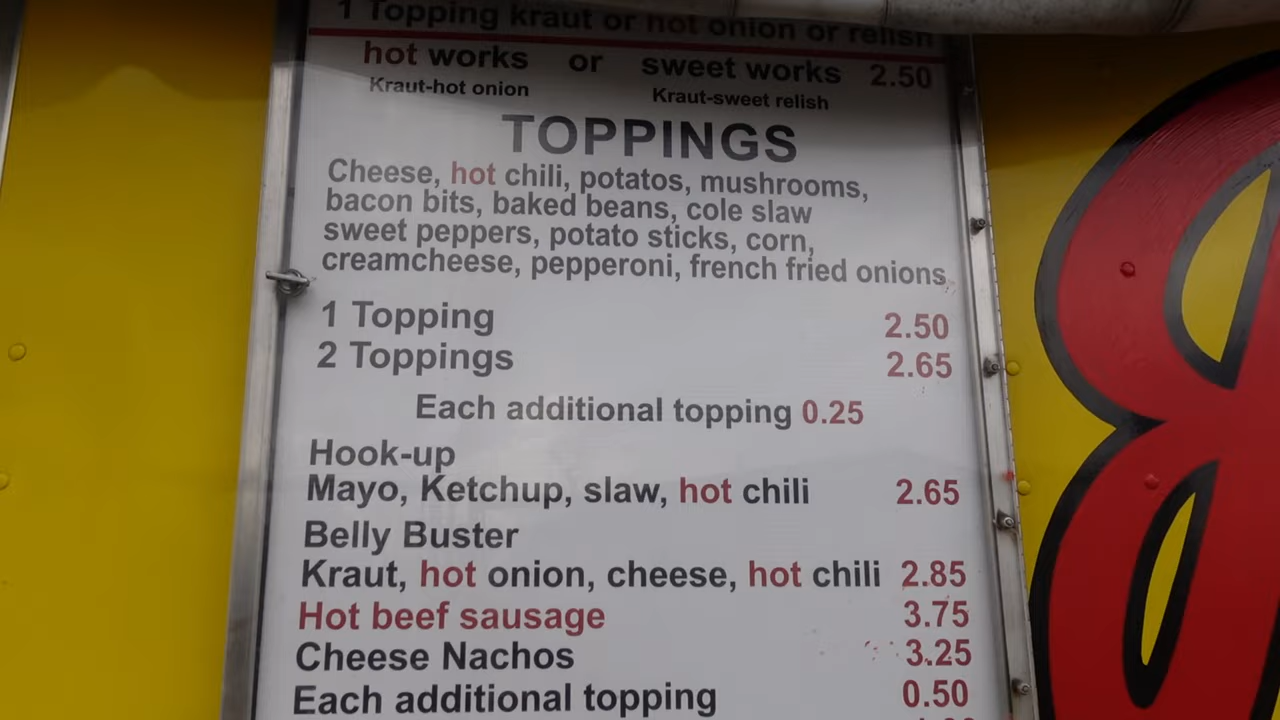 1 Topping kraut or hot onion or relish
hot works or sweet works 2.50
Kraut-hot onion Kraut-sweet relish
TOPPINGS
Cheese, hot chili, potatos, mushrooms,
bacon bits, baked beans, cole slaw
sweet peppers, potato sticks, corn,
creamcheese, pepperoni, french fried onions
1 Topping 2.50
2 Toppings 2.65
Each additional topping 0.25
Hook-up
Mayo, Ketchup, slaw, hot chili 2.65
Belly Buster
Kraut, hot onion, cheese, hot chili 2.85
Hot beef sausage 3.75
Cheese Nachos 3.25
Each additional topping 0.50